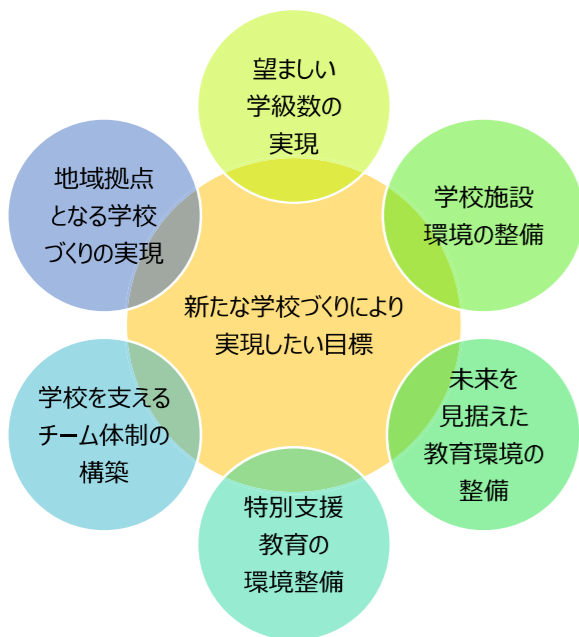 望ましい
学級数の
実現
学校施設
環境の整備
未来を
見据えた
教育環境の
整備
特別支援
教育の
環境整備
学校を支える
チーム体制の
構築
地域拠点
となる学校
づくりの実現
新たな学校づくりにより
実現したい目標